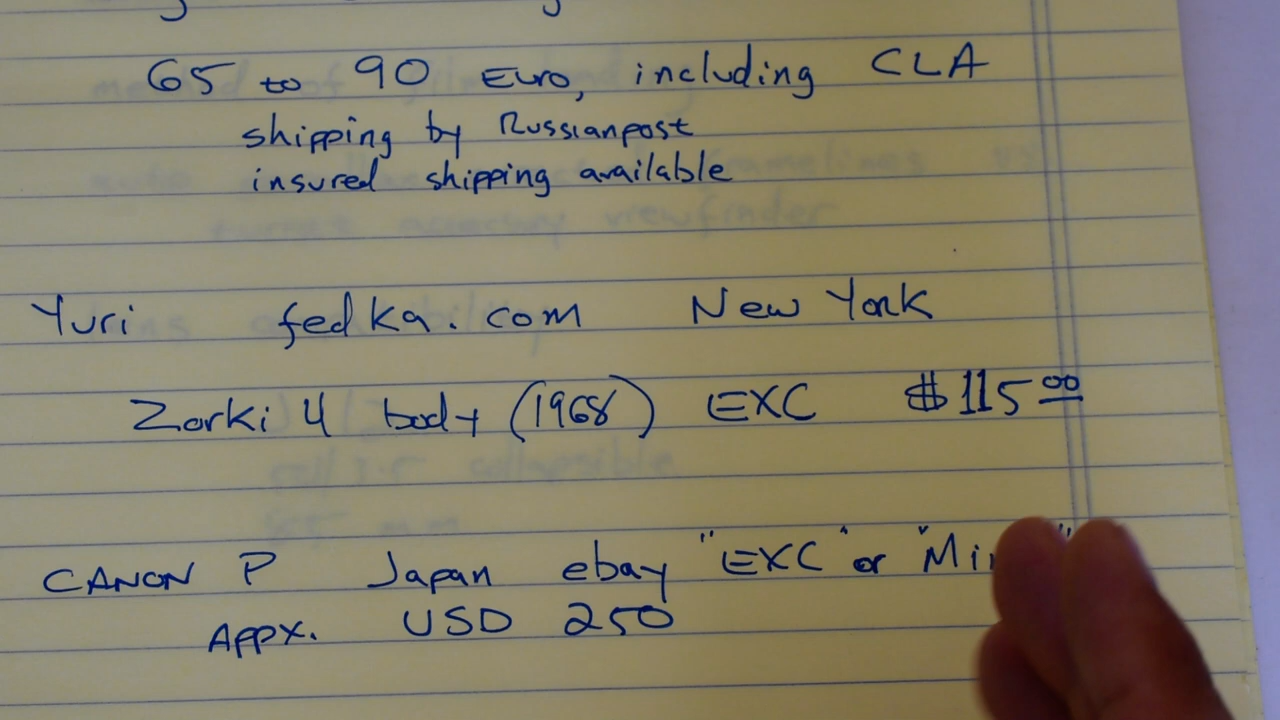 65 to 90 Euro, including CLA
shipping by Russianpost
insured shipping available
Yuri fedka.com New York
Zorki 4 body (1968) EXC $115.00
CANON P Japan ebay "EXC" or
APPX. USD 250